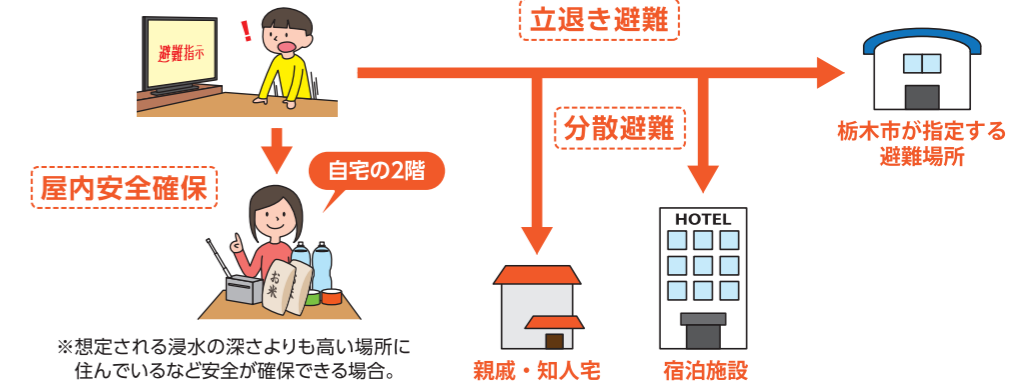 避難指示
!
立退き避難
分散避難
栃木市が指定する
避難場所
屋内安全確保
自宅の2階
お米
HOTEL
※想定される浸水の深さよりも高い場所に
住んでいるなど安全が確保できる場合。
親戚・知人宅
宿泊施設